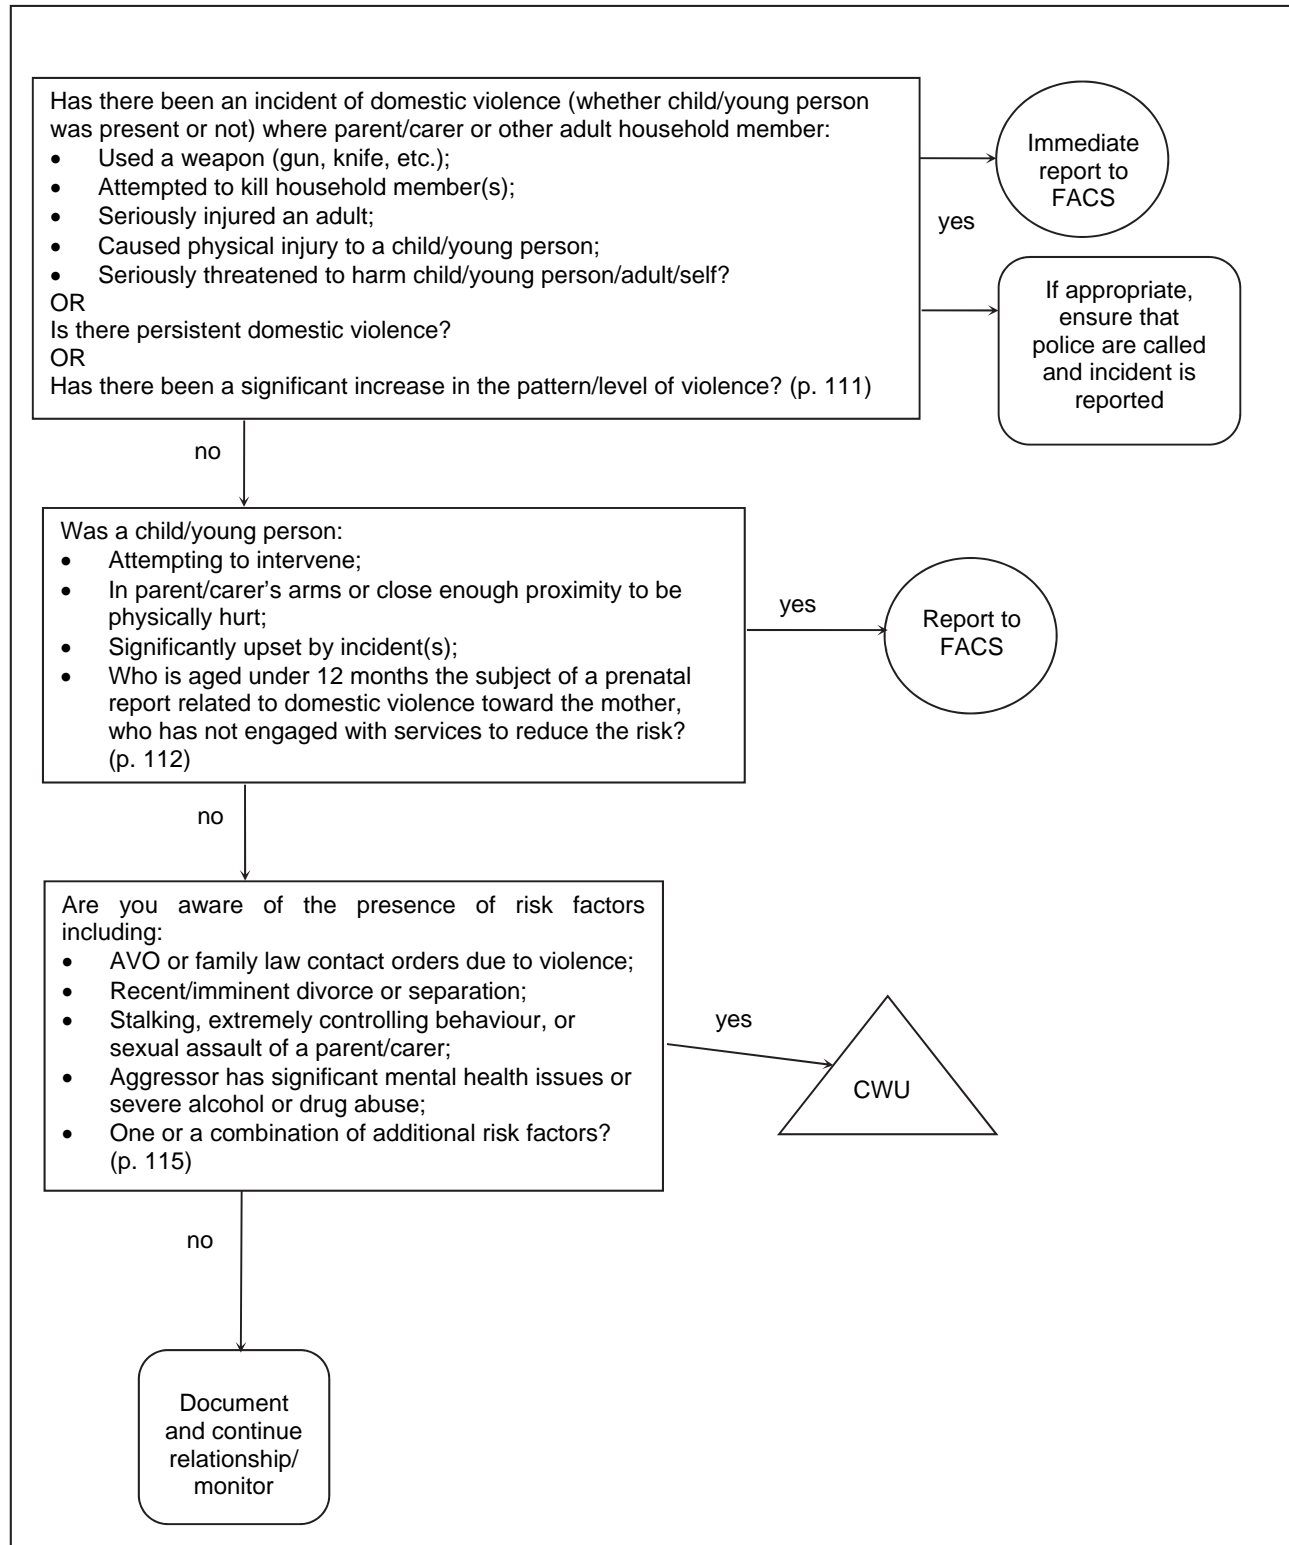 Has there been an incident of domestic violence (whether child/young person
was present or not) where parent/carer or other adult household member:
• Used a weapon (gun, knife, etc.);
• Attempted to kill household member(s);
• Seriously injured an adult;
• Caused physical injury to a child/young person;
• Seriously threatened to harm child/young person/adult/self?
OR
Is there persistent domestic violence?
OR
Has there been a significant increase in the pattern/level of violence? (p. 111)
yes
Immediate
report to
FACS
If appropriate,
ensure that
police are called
and incident is
reported
no
Was a child/young person:
• Attempting to intervene;
• In parent/carer’s arms or close enough proximity to be
physically hurt;
• Significantly upset by incident(s);
• Who is aged under 12 months the subject of a prenatal
report related to domestic violence toward the mother,
who has not engaged with services to reduce the risk?
(p. 112)
yes
Report to
FACS
no
Are you aware of the presence of risk factors
including:
• AVO or family law contact orders due to violence;
• Recent/imminent divorce or separation;
• Stalking, extremely controlling behaviour, or
sexual assault of a parent/carer;
• Aggressor has significant mental health issues or
severe alcohol or drug abuse;
• One or a combination of additional risk factors?
(p. 115)
yes
CWU
no
Document
and continue
relationship/
monitor